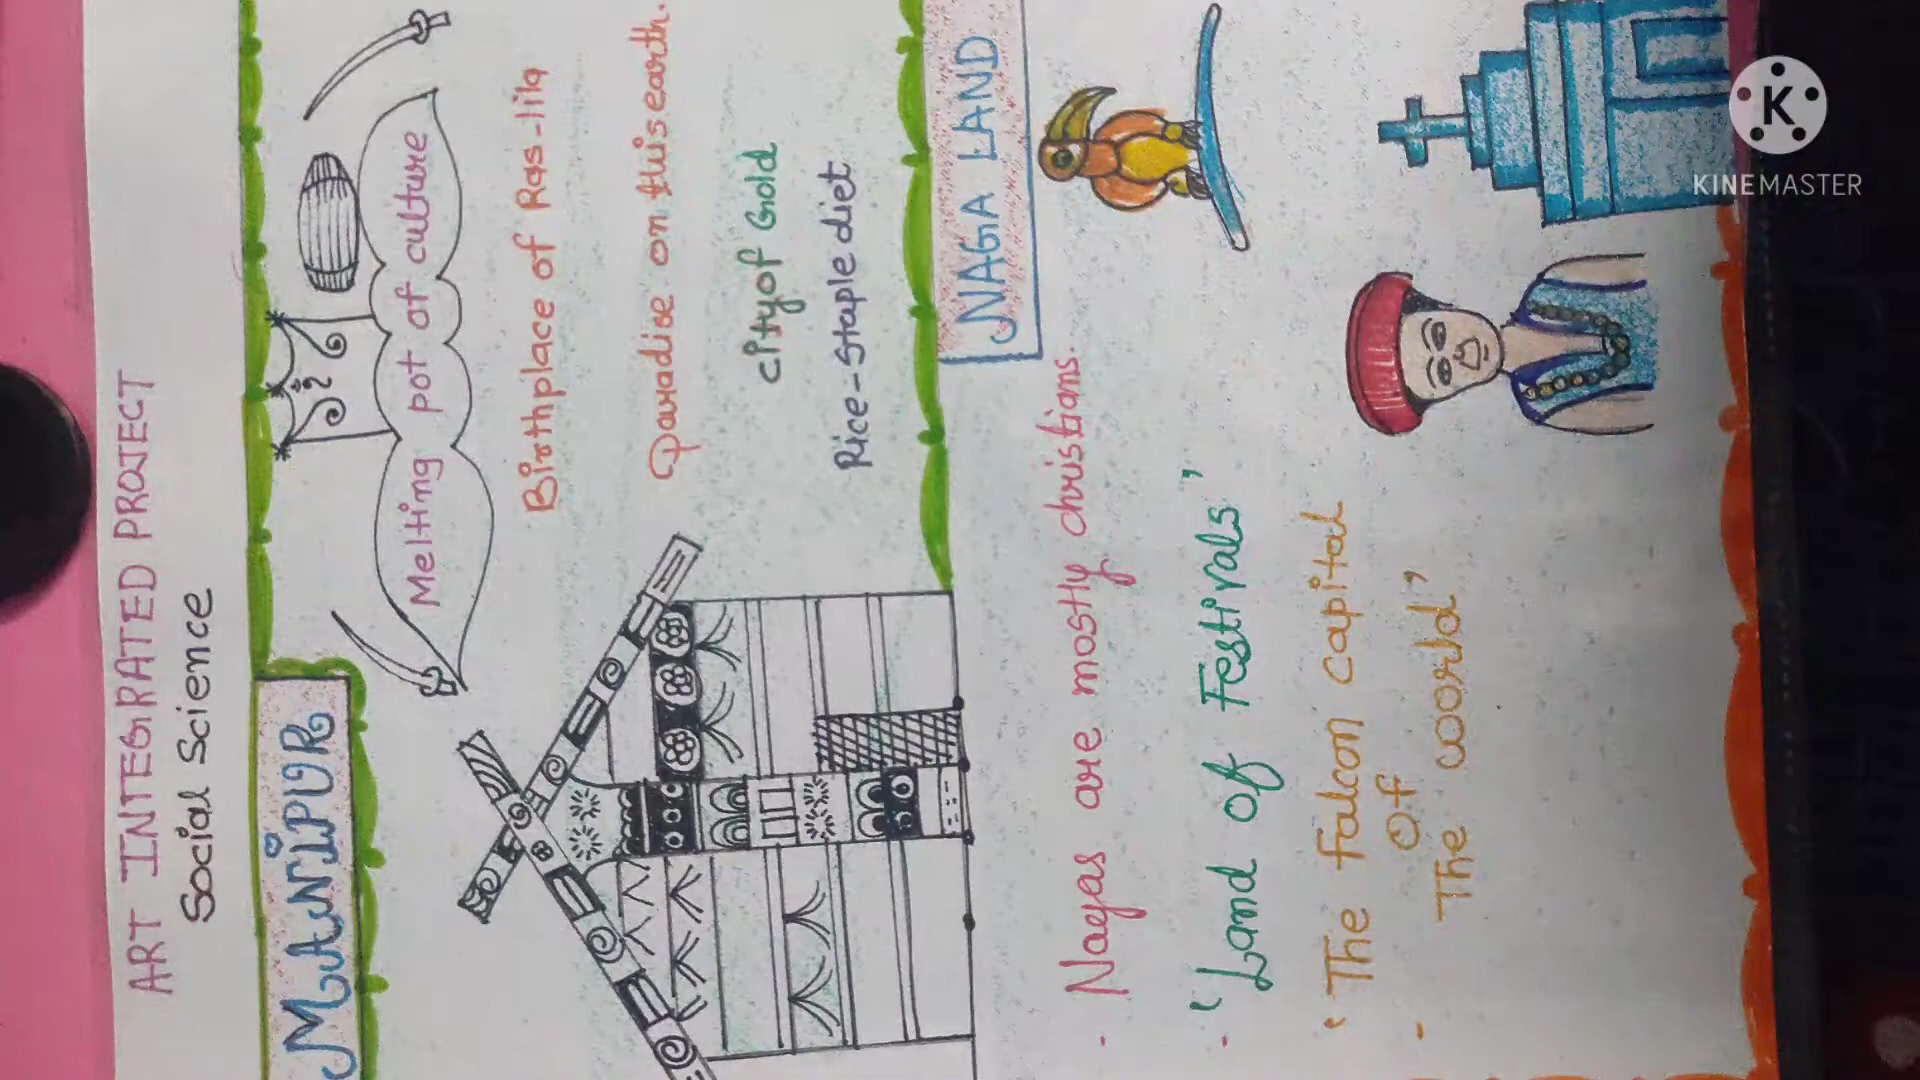 ART INTEGRATED PROJECT
Social Science
MANIPUR
Melting pot of culture
Birthplace of Ras-lila
Paradise on this earth.
City of Gold
Rice-staple diet
NAGA LAND
- Nagas are mostly christians.
- 'Land of Festivals'
- 'The Falcon capital
Of
The world'
K
KINEMASTER